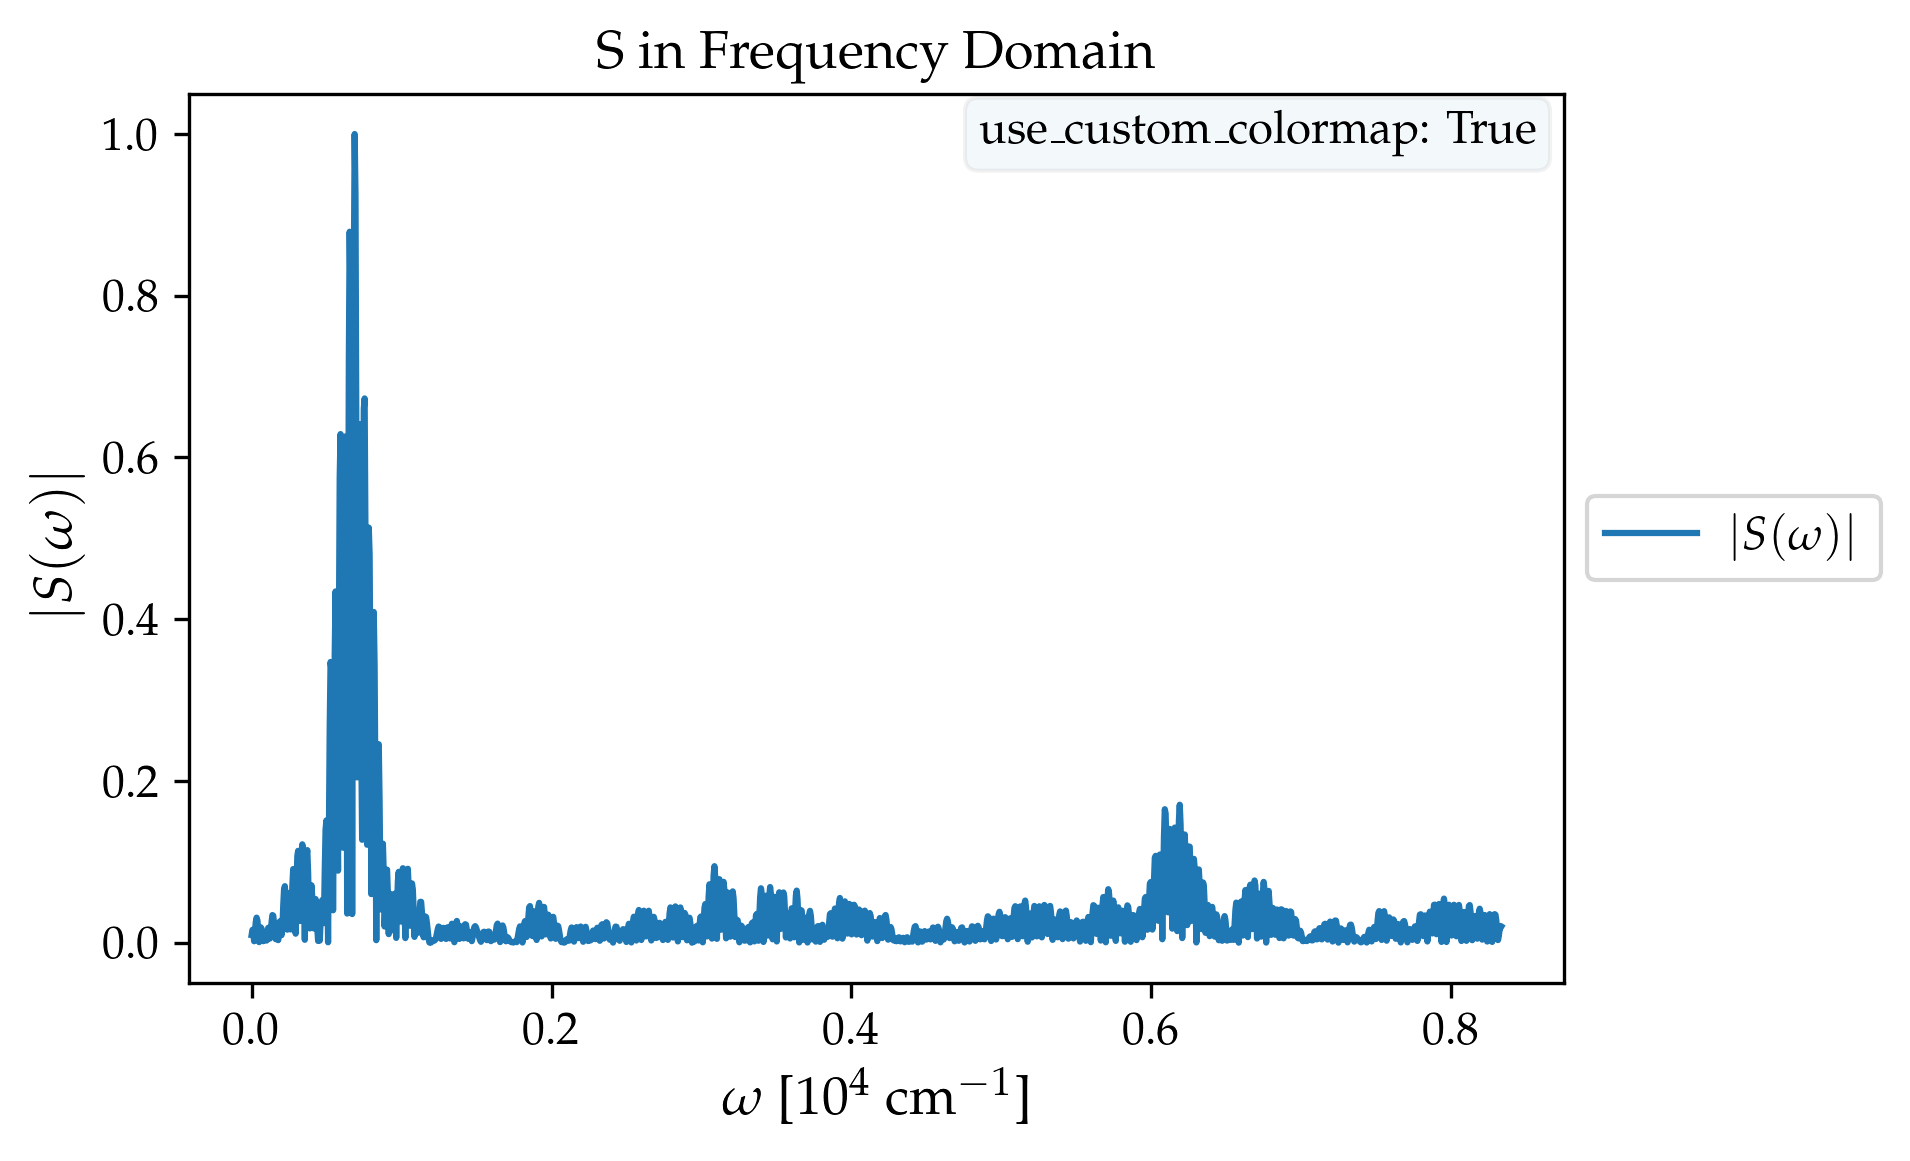 S in Frequency Domain
use_custom_colormap: True
|S(ω)|
1.0
0.8
0.6
0.4
0.2
0.0
0.0 0.2 0.4 0.6 0.8
ω [10⁴ cm⁻¹]
|S(ω)|